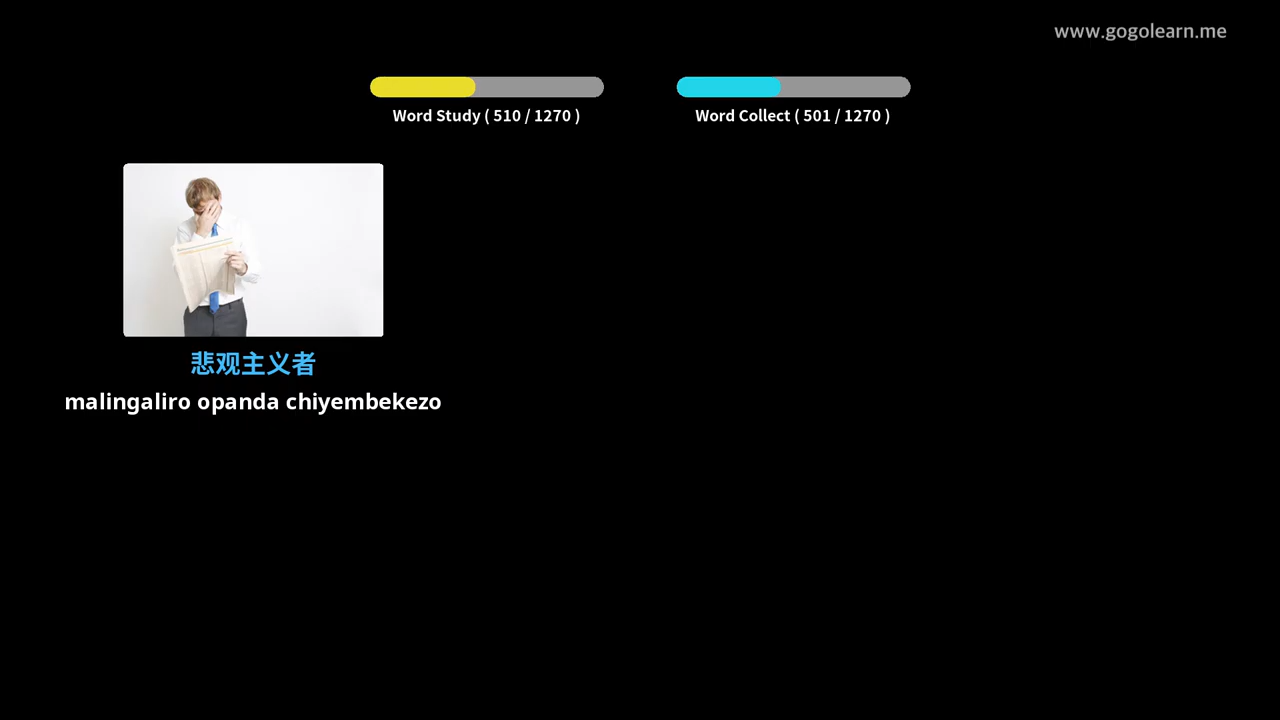 www.gogolearn.me
Word Study ( 510 / 1270 )
Word Collect ( 501 / 1270 )
悲观主义者
malingaliro opanda chiyembekezo